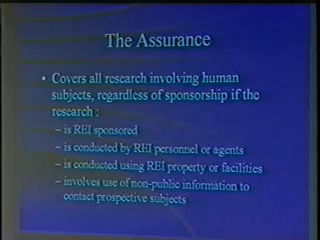 The Assurance
• Covers all research involving human
subjects, regardless of sponsorship if the
research :
– is REI sponsored
– is conducted by REI personnel or agents
– is conducted using REI property or facilities
– involves use of non-public information to
contact prospective subjects